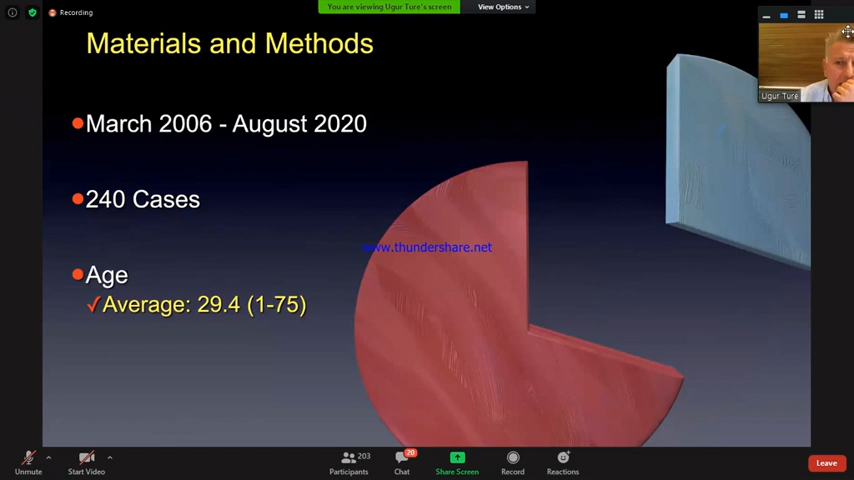 Recording
You are viewing Ugur Ture's screen
View Options
Materials and Methods
Ugur Ture
March 2006 - August 2020
240 Cases
www.thundershare.net
Age
✓Average: 29.4 (1-75)
Unmute
Start Video
203
Participants
20
Chat
Share Screen
Record
Reactions
Leave